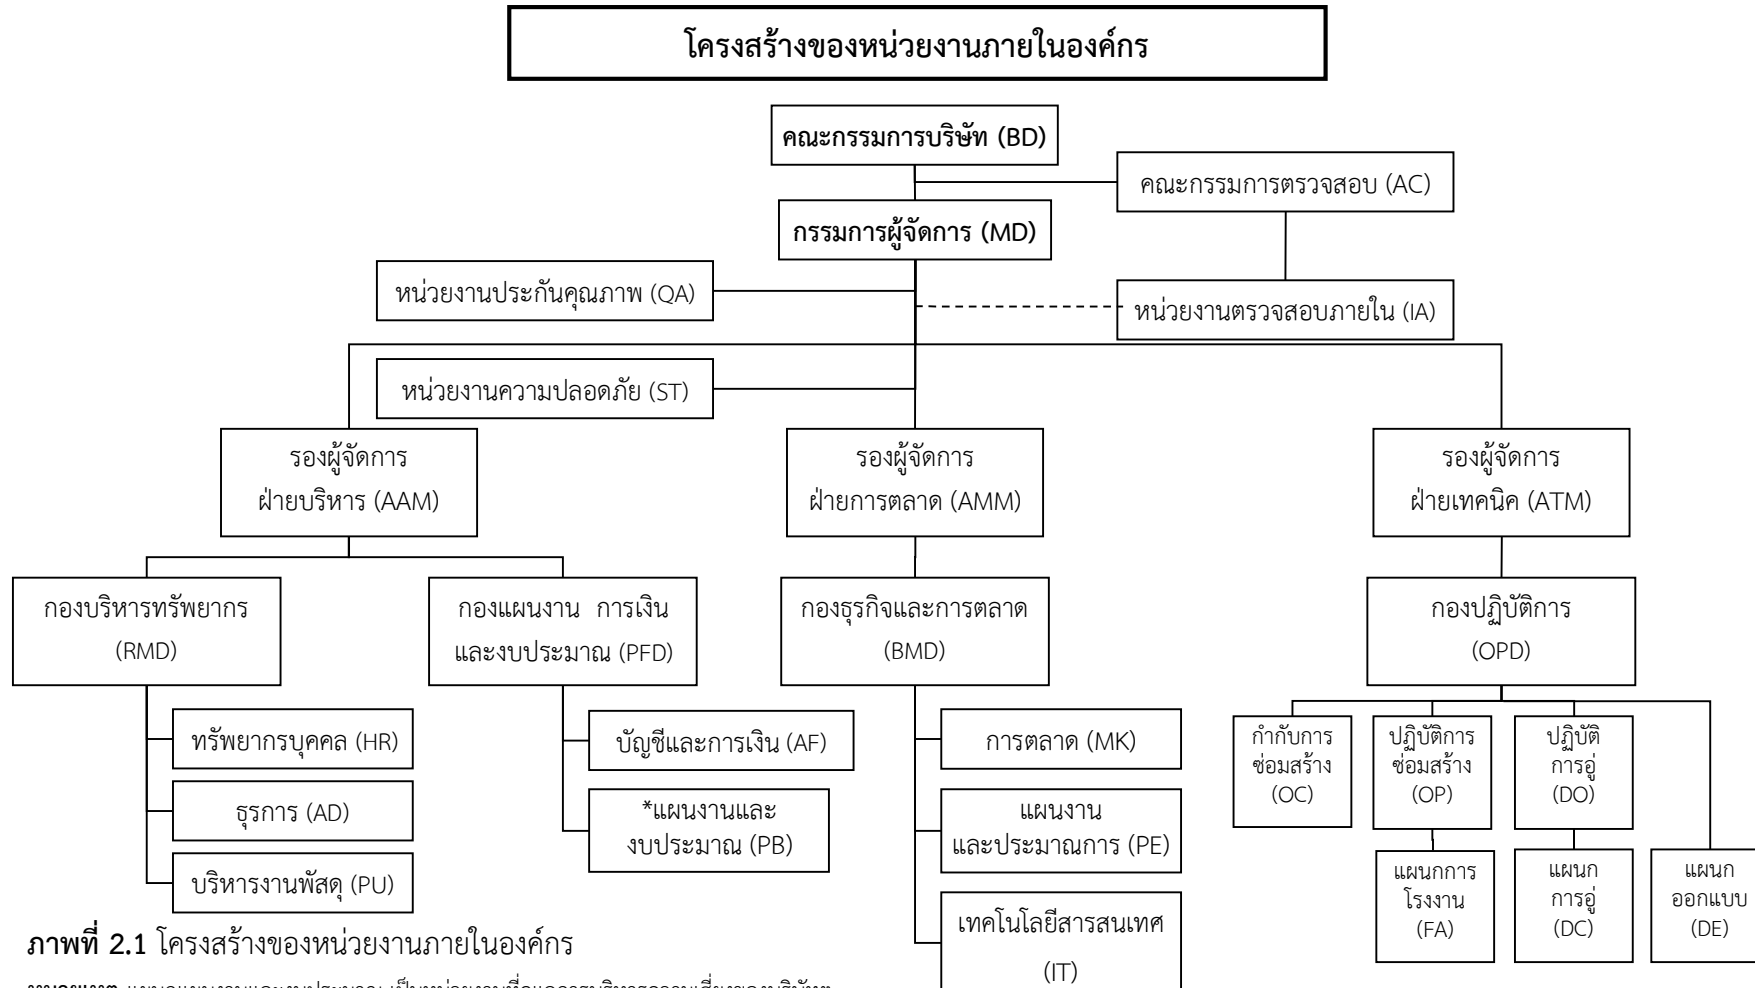 โครงสร้างของหน่วยงานภายในองค์กร
คณะกรรมการบริษัท (BD)
คณะกรรมการตรวจสอบ (AC)
กรรมการผู้จัดการ (MD)
หน่วยงานประกันคุณภาพ (QA)
หน่วยงานตรวจสอบภายใน (IA)
หน่วยงานความปลอดภัย (ST)
รองผู้จัดการ
ฝ่ายบริหาร (AAM)
รองผู้จัดการ
ฝ่ายการตลาด (AMM)
รองผู้จัดการ
ฝ่ายเทคนิค (ATM)
กองบริหารทรัพยากร
(RMD)
กองแผนงาน การเงิน
และงบประมาณ (PFD)
กองธุรกิจและการตลาด
(BMD)
กองปฏิบัติการ
(OPD)
ทรัพยากรบุคคล (HR)
ธุรการ (AD)
บริหารงานพัสดุ (PU)
บัญชีและการเงิน (AF)
*แผนงานและ
งบประมาณ (PB)
การตลาด (MK)
แผนงาน
และประมาณการ (PE)
เทคโนโลยีสารสนเทศ
(IT)
กำกับการ
ซ่อมสร้าง
(OC)
ปฏิบัติการ
ซ่อมสร้าง
(OP)
ปฏิบัติ
การอู่
(DO)
แผนกการ
โรงงาน
(FA)
แผนก
การอู่
(DC)
แผนก
ออกแบบ
(DE)
ภาพที่ 2.1 โครงสร้างของหน่วยงานภายในองค์กร